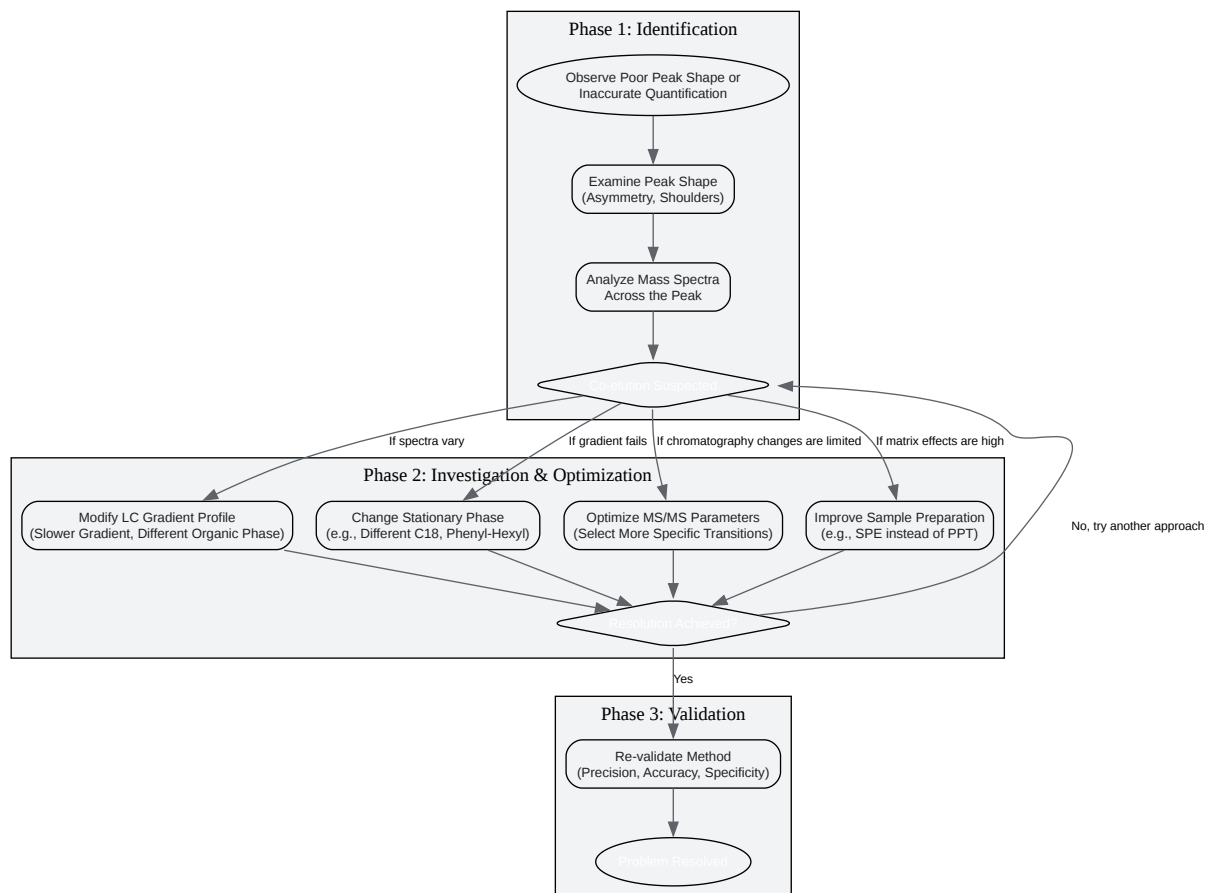 Phase 1: Identification
Observe Poor Peak Shape or
Inaccurate Quantification
Examine Peak Shape
(Asymmetry, Shoulders)
Analyze Mass Spectra
Across the Peak
Co-elution Suspected
If spectra vary
If gradient fails
If chromatography changes are limited
If matrix effects are high
Phase 2: Investigation & Optimization
Modify LC Gradient Profile
(Slower Gradient, Different Organic Phase)
Change Stationary Phase
(e.g., Different C18, Phenyl-Hexyl)
Optimize MS/MS Parameters
(Select More Specific Transitions)
Improve Sample Preparation
(e.g., SPE instead of PPT)
No, try another approach
Resolution Achieved?
Yes
Phase 3: Validation
Re-validate Method
(Precision, Accuracy, Specificity)
Problem Resolved